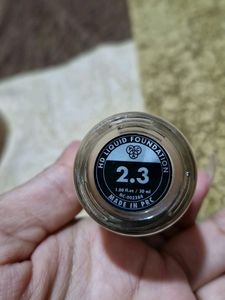 HD LIQUID FOUNDATION
2.3
1.00 fl.oz / 30 ml
MADE IN PRC